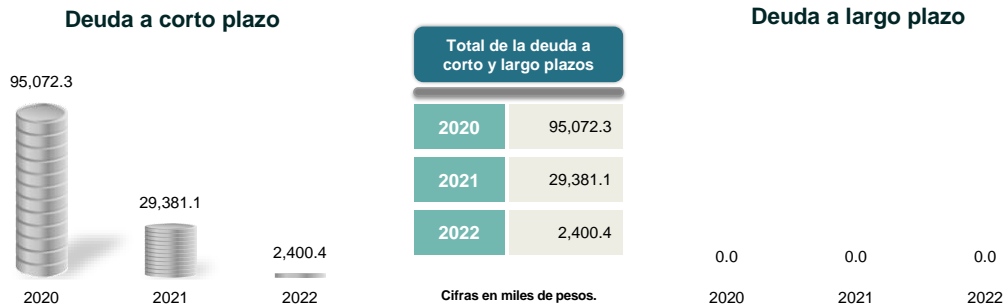 Deuda a corto plazo
95,072.3
29,381.1
2,400.4
2020 2021 2022
Total de la deuda a
corto y largo plazos
2020 95,072.3
2021 29,381.1
2022 2,400.4
Cifras en miles de pesos.
Deuda a largo plazo
0.0 0.0 0.0
2020 2021 2022